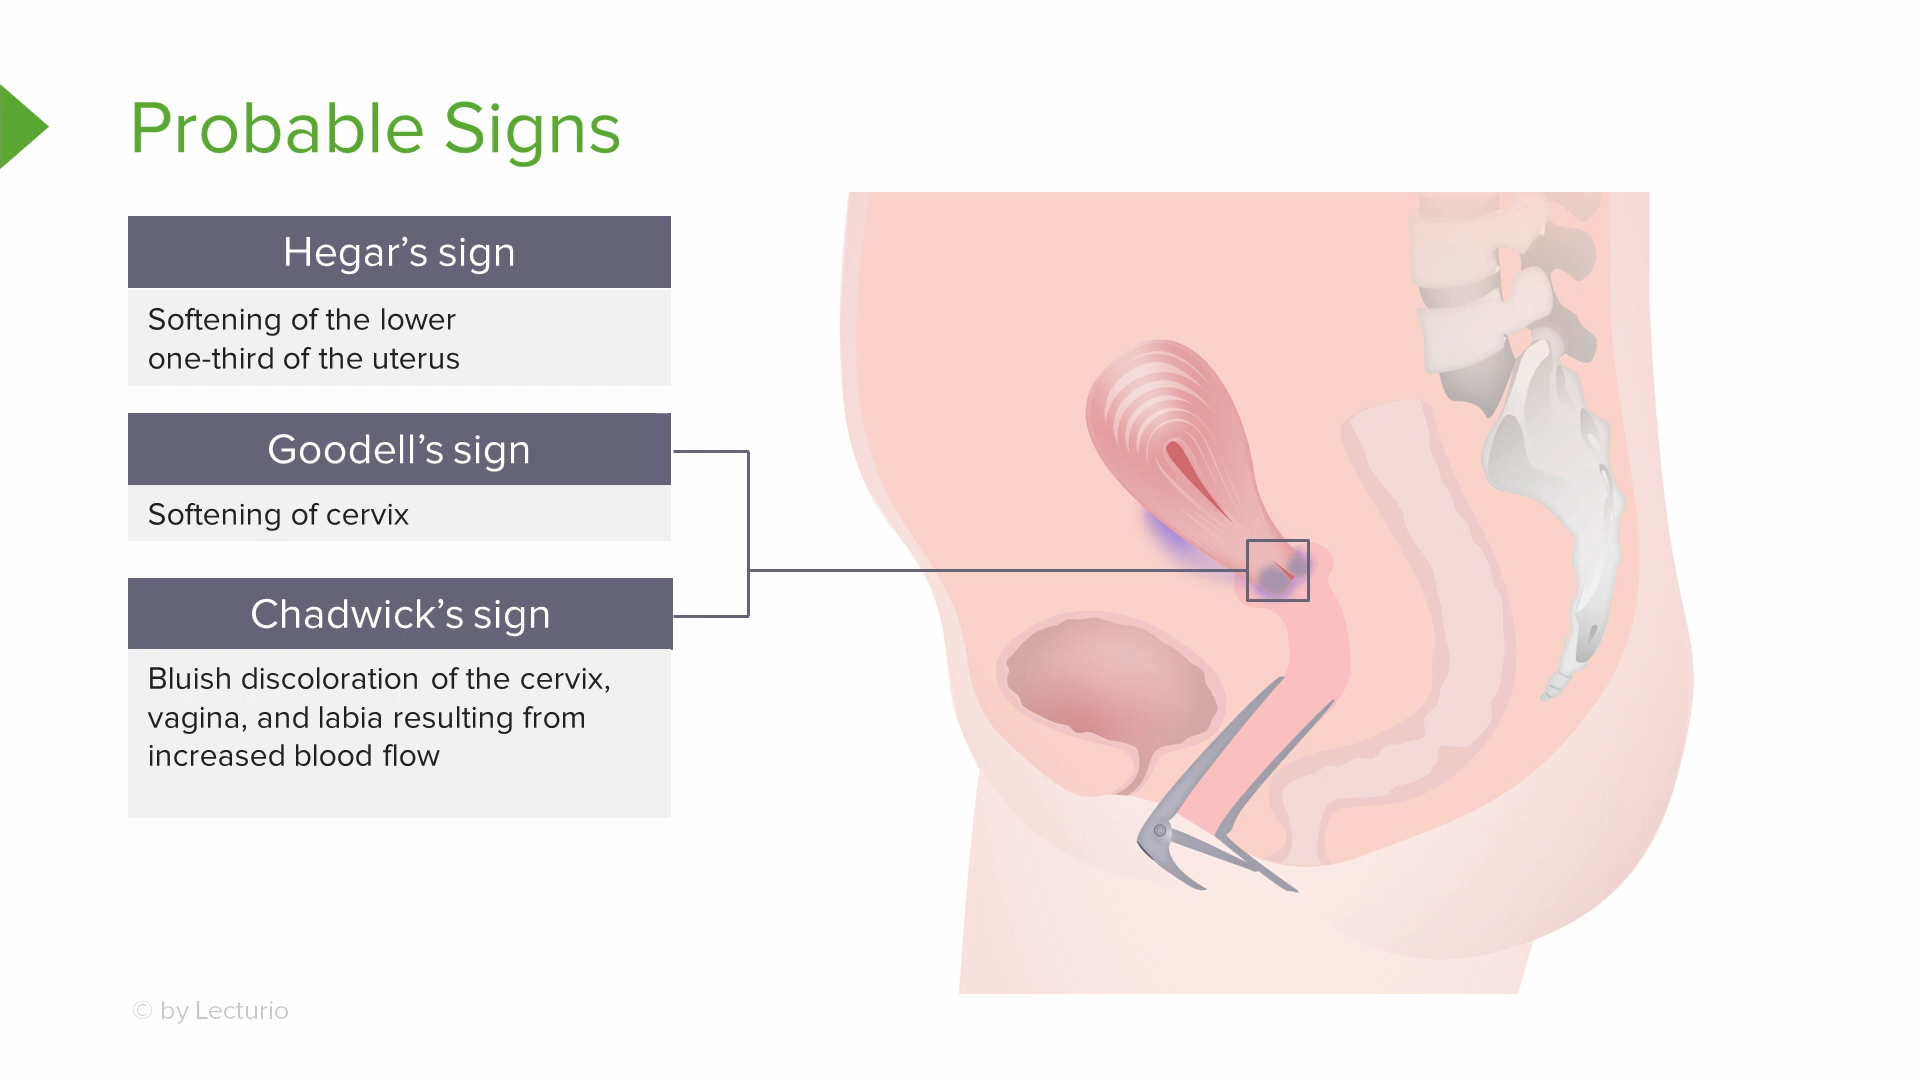 Probable Signs
Hegar’s sign
Softening of the lower
one-third of the uterus
Goodell’s sign
Softening of cervix
Chadwick’s sign
Bluish discoloration of the cervix,
vagina, and labia resulting from
increased blood flow
© by Lecturio